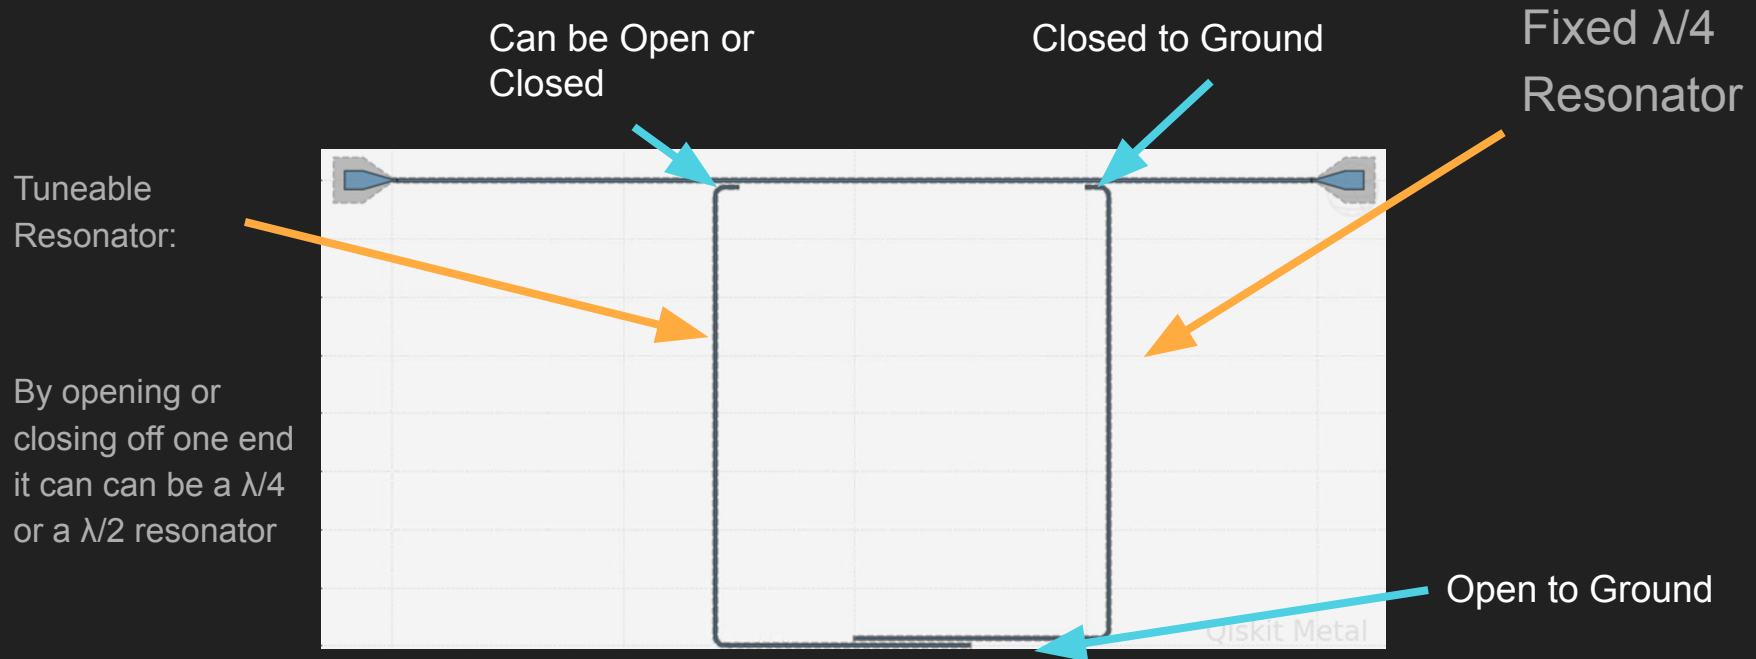 Can be Open or
Closed
Closed to Ground
Fixed λ/4
Resonator
Tuneable
Resonator:
By opening or
closing off one end
it can can be a λ/4
or a λ/2 resonator
Open to Ground
Qiskit Metal